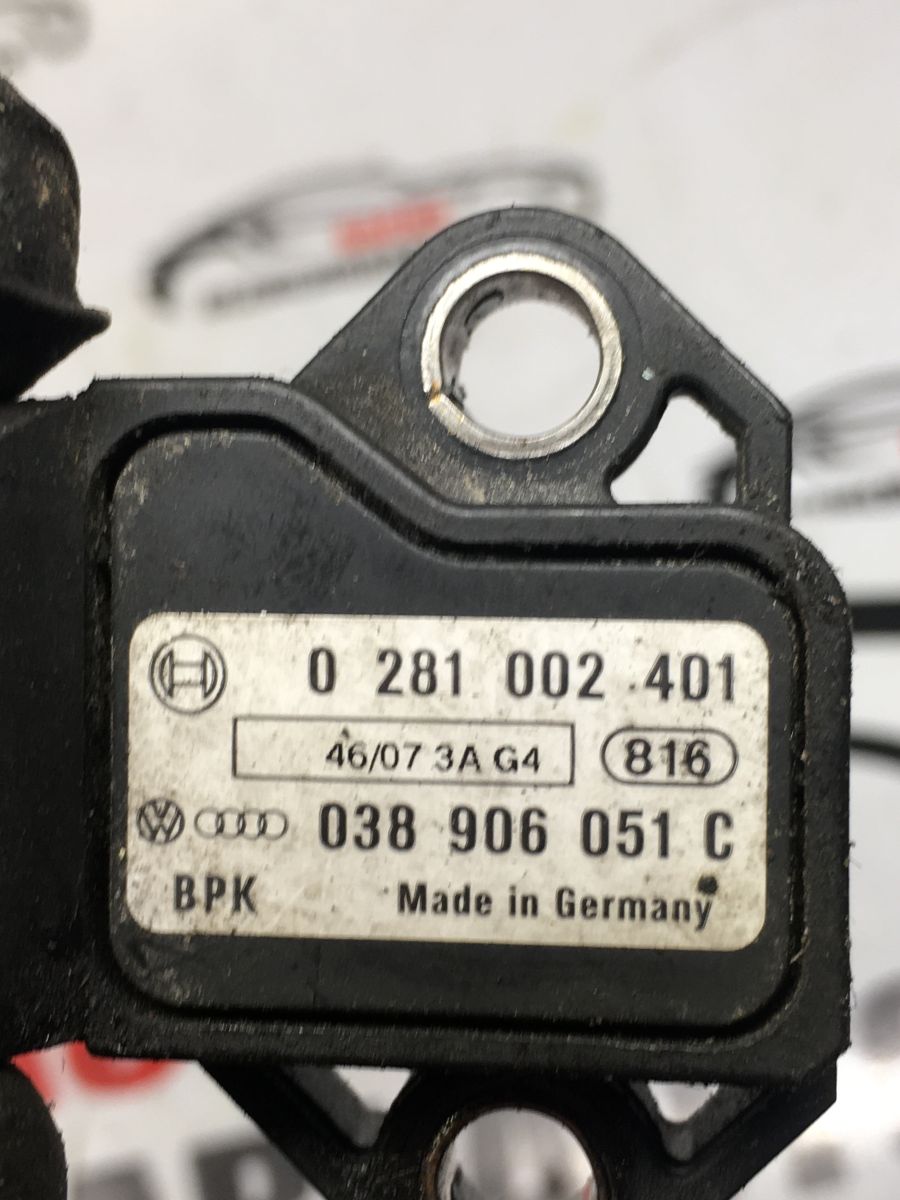 0 281 002 401
46/07 3A G4 816
038 906 051 C
BPK Made in Germany